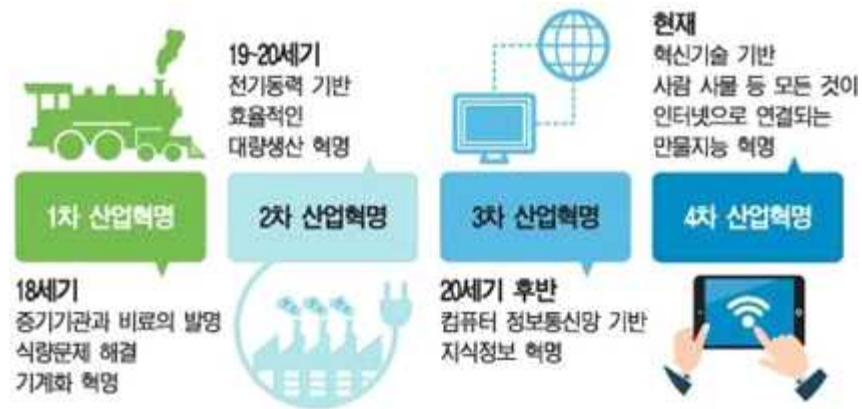 1차 산업혁명
18세기
증기기관과 비료의 발명
식량문제 해결
기계화 혁명
19~20세기
전기동력 기반
효율적인
대량생산 혁명
2차 산업혁명
3차 산업혁명
20세기 후반
컴퓨터 정보통신망 기반
지식정보 혁명
현재
혁신기술 기반
사람 사물 등 모든 것이
인터넷으로 연결되는
만물지능 혁명
4차 산업혁명